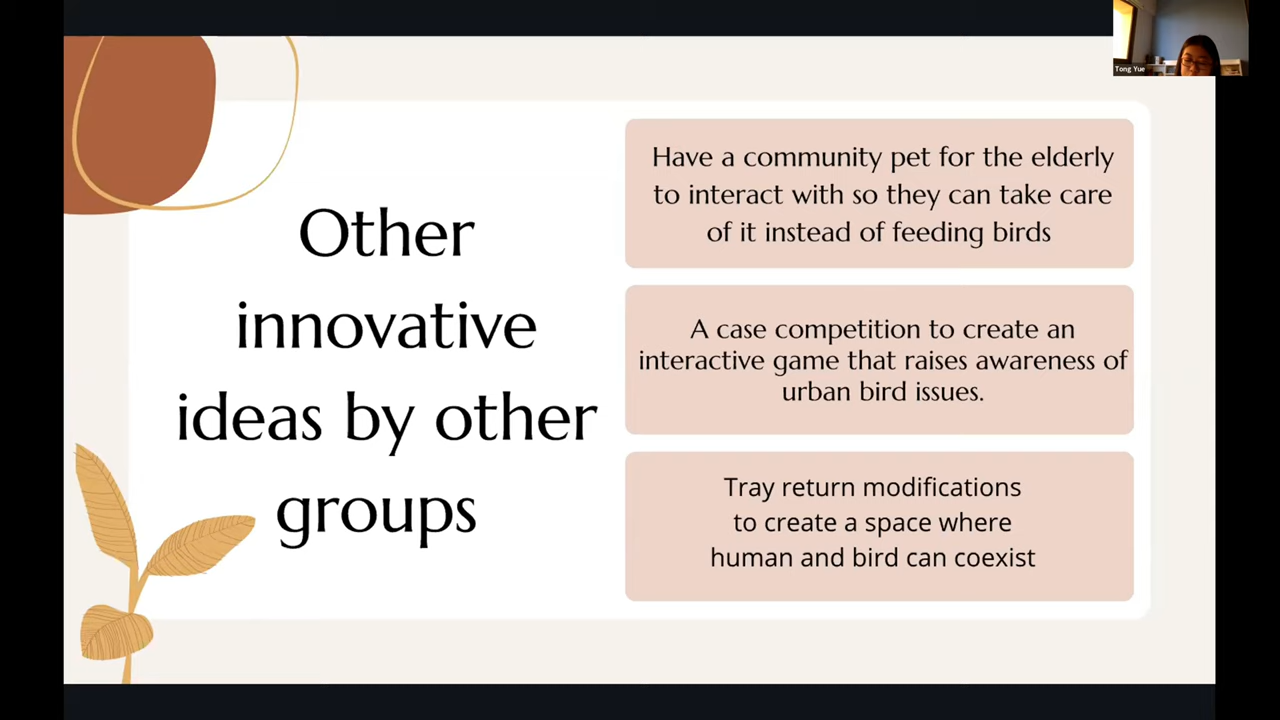 Other
innovative
ideas by other
groups
Have a community pet for the elderly
to interact with so they can take care
of it instead of feeding birds
A case competition to create an
interactive game that raises awareness of
urban bird issues.
Tray return modifications
to create a space where
human and bird can coexist
Tong Yue